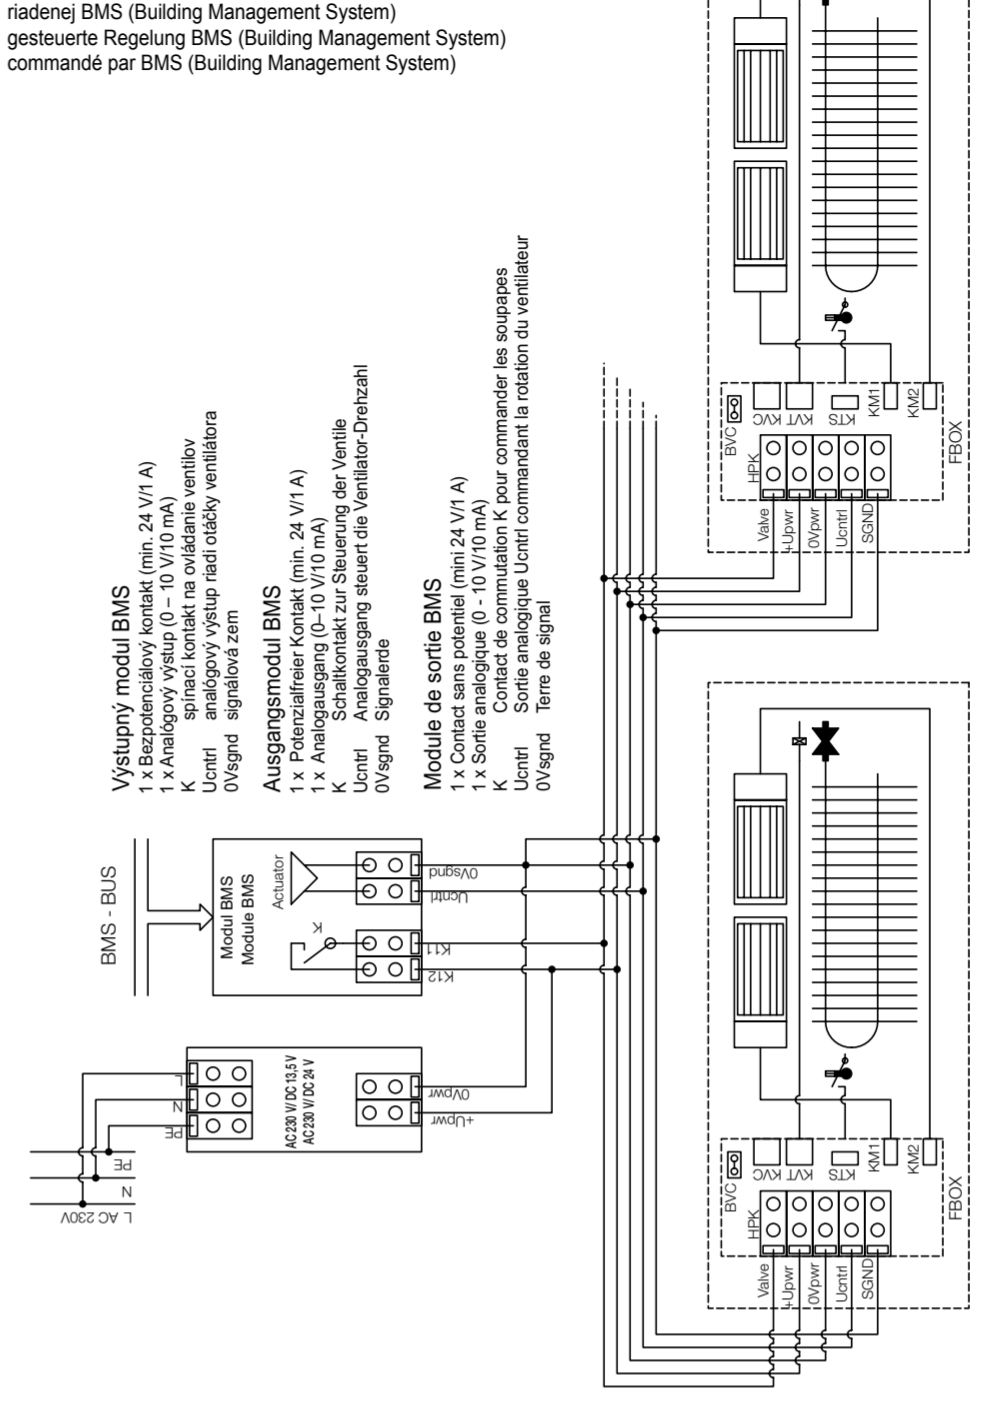 riadenej BMS (Building Management System)
gesteuerte Regelung BMS (Building Management System)
commandé par BMS (Building Management System)
Výstupný modul BMS
1 x Bezpotenciálový kontakt (min. 24 V/1 A)
1 x Analógový výstup (0 – 10 V/10 mA)
K spínací kontakt na ovládanie ventilov
Ucntrl analógový výstup riadi otáčky ventilátora
0Vsgnd signálová zem
Ausgangsmodul BMS
1 x Potenzialfreier Kontakt (min. 24 V/1 A)
1 x Analogausgang (0–10 V/10 mA)
K Schaltkontakt zur Steuerung der Ventile
Ucntrl Analogausgang steuert die Ventilator-Drehzahl
0Vsgnd Signalerde
Module de sortie BMS
1 x Contact sans potentiel (mini 24 V/1 A)
1 x Sortie analogique (0 - 10 V/10 mA)
K Contact de commutation K pour commander les soupapes
Ucntrl Sortie analogique Ucntrl commandant la rotation du ventilateur
0Vsgnd Terre de signal
BMS - BUS
Modul BMS
Module BMS
Actuator
K
0Vsgnd
Ucntrl
K11
K12
L
N
PE
AC 230 V/ DC 13,5 V
AC 230 V/ DC 24 V
0Vpwr
+Upwr
PE
N
L AC 230V
BVC
KVC
KVT
KTS
KM1
KM2
HPK
FBOX
Valve
+Upwr
0Vpwr
Ucntrl
SGND
BVC
KVC
KVT
KTS
KM1
KM2
HPK
FBOX
Valve
+Upwr
0Vpwr
Ucntrl
SGND